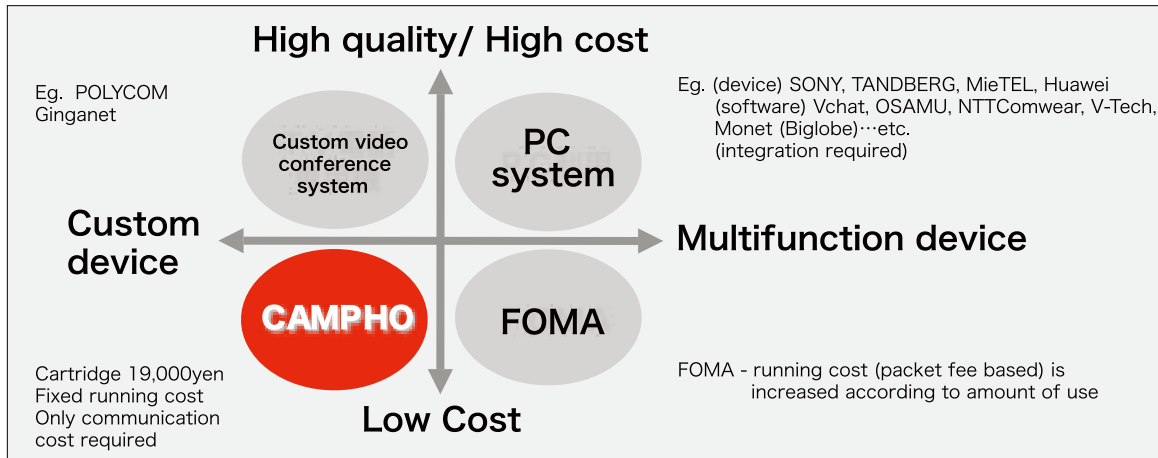 High quality/ High cost
Eg. POLYCOM
Ginganet
Eg. (device) SONY, TANDBERG, MieTEL, Huawei
(software) Vchat, OSAMU, NTTComwear, V-Tech,
Monet (Biglobe)…etc.
(integration required)
Custom video
conference
system
PC
system
Custom
device
Multifunction device
CAMPHO
FOMA
Cartridge 19,000yen
Fixed running cost
Only communication
cost required
FOMA - running cost (packet fee based) is
increased according to amount of use
Low Cost